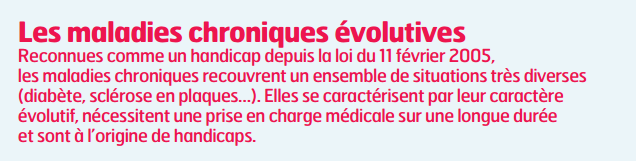 Les maladies chroniques évolutives
Reconnues comme un handicap depuis la loi du 11 février 2005,
les maladies chroniques recouvrent un ensemble de situations très diverses
(diabète, sclérose en plaques...). Elles se caractérisent par leur caractère
évolutif, nécessitent une prise en charge médicale sur une longue durée
et sont à l'origine de handicaps.